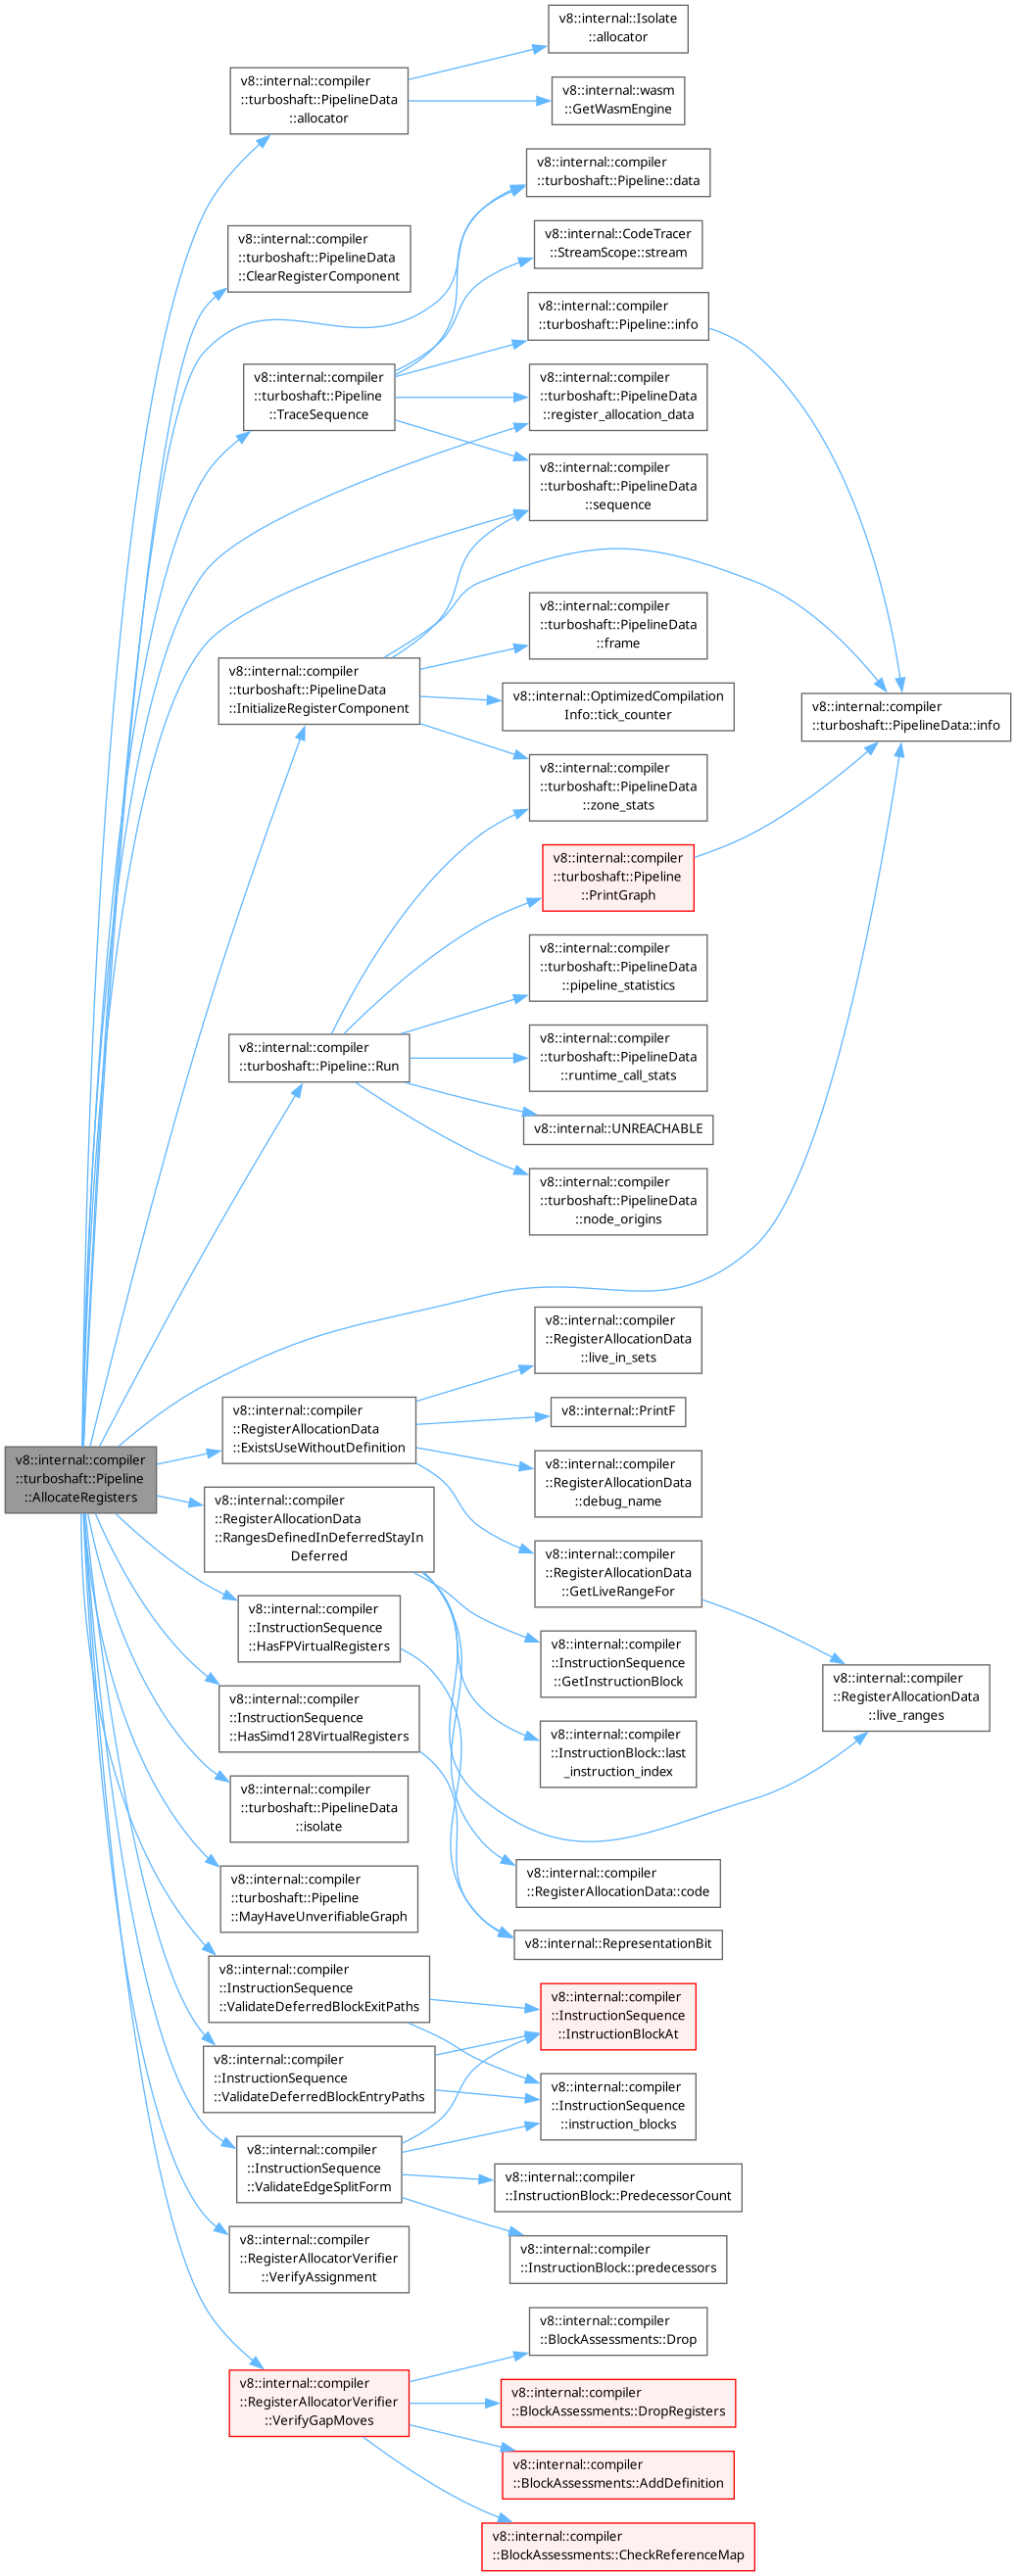 v8::internal::Isolate
::allocator
v8::internal::compiler
::turboshaft::PipelineData
::allocator
v8::internal::wasm
::GetWasmEngine
v8::internal::compiler
::turboshaft::Pipeline::data
v8::internal::compiler
::turboshaft::PipelineData
::ClearRegisterComponent
v8::internal::CodeTracer
::StreamScope::stream
v8::internal::compiler
::turboshaft::Pipeline::info
v8::internal::compiler
::turboshaft::Pipeline
::TraceSequence
v8::internal::compiler
::turboshaft::PipelineData
::register_allocation_data
v8::internal::compiler
::turboshaft::PipelineData
::sequence
v8::internal::compiler
::turboshaft::PipelineData
::frame
v8::internal::compiler
::turboshaft::PipelineData
::InitializeRegisterComponent
v8::internal::OptimizedCompilation
Info::tick_counter
v8::internal::compiler
::turboshaft::PipelineData::info
v8::internal::compiler
::turboshaft::PipelineData
::zone_stats
v8::internal::compiler
::turboshaft::Pipeline
::PrintGraph
v8::internal::compiler
::turboshaft::PipelineData
::pipeline_statistics
v8::internal::compiler
::turboshaft::Pipeline::Run
v8::internal::compiler
::turboshaft::PipelineData
::runtime_call_stats
v8::internal::UNREACHABLE
v8::internal::compiler
::turboshaft::PipelineData
::node_origins
v8::internal::compiler
::RegisterAllocationData
::live_in_sets
v8::internal::compiler
::RegisterAllocationData
::ExistsUseWithoutDefinition
v8::internal::PrintF
v8::internal::compiler
::turboshaft::Pipeline
::AllocateRegisters
v8::internal::compiler
::RegisterAllocationData
::debug_name
v8::internal::compiler
::RegisterAllocationData
::RangesDefinedInDeferredStayIn
Deferred
v8::internal::compiler
::RegisterAllocationData
::GetLiveRangeFor
v8::internal::compiler
::InstructionSequence
::HasFPVirtualRegisters
v8::internal::compiler
::InstructionSequence
::GetInstructionBlock
v8::internal::compiler
::RegisterAllocationData
::live_ranges
v8::internal::compiler
::InstructionSequence
::HasSimd128VirtualRegisters
v8::internal::compiler
::InstructionBlock::last
_instruction_index
v8::internal::compiler
::turboshaft::PipelineData
::isolate
v8::internal::compiler
::RegisterAllocationData::code
v8::internal::compiler
::turboshaft::Pipeline
::MayHaveUnverifiableGraph
v8::internal::RepresentationBit
v8::internal::compiler
::InstructionSequence
::ValidateDeferredBlockExitPaths
v8::internal::compiler
::InstructionSequence
::InstructionBlockAt
v8::internal::compiler
::InstructionSequence
::ValidateDeferredBlockEntryPaths
v8::internal::compiler
::InstructionSequence
::instruction_blocks
v8::internal::compiler
::InstructionSequence
::ValidateEdgeSplitForm
v8::internal::compiler
::InstructionBlock::PredecessorCount
v8::internal::compiler
::InstructionBlock::predecessors
v8::internal::compiler
::RegisterAllocatorVerifier
::VerifyAssignment
v8::internal::compiler
::BlockAssessments::Drop
v8::internal::compiler
::RegisterAllocatorVerifier
::VerifyGapMoves
v8::internal::compiler
::BlockAssessments::DropRegisters
v8::internal::compiler
::BlockAssessments::AddDefinition
v8::internal::compiler
::BlockAssessments::CheckReferenceMap